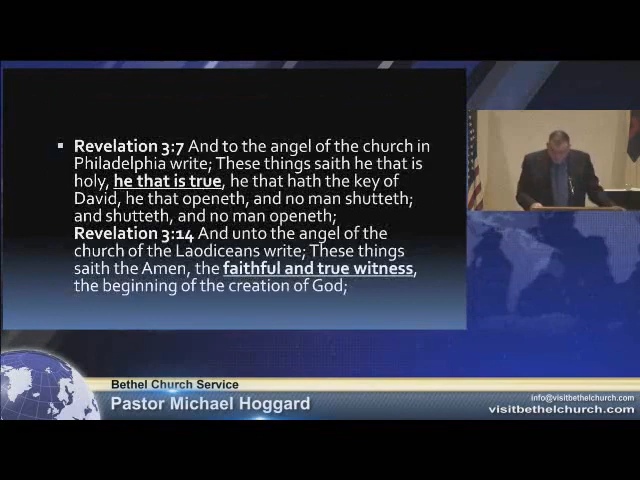 ▪ Revelation 3:7 And to the angel of the church in
Philadelphia write; These things saith he that is
holy, he that is true, he that hath the key of
David, he that openeth, and no man shutteth;
and shutteth, and no man openeth;
Revelation 3:14 And unto the angel of the
church of the Laodiceans write; These things
saith the Amen, the faithful and true witness,
the beginning of the creation of God;
Bethel Church Service
Pastor Michael Hoggard
info@visitbethelchurch.com
visitbethelchurch.com